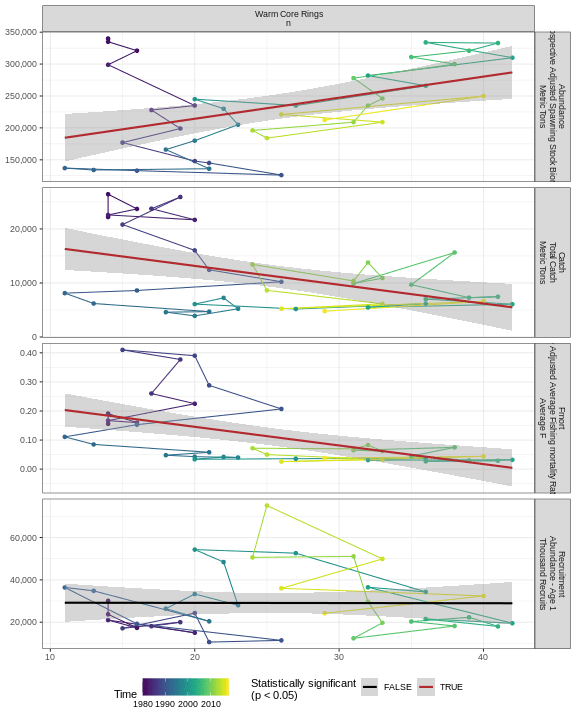 Warm Core Rings
n
350,000
300,000
250,000
200,000
150,000
Abundance
Adjusted Spawning Stock
Metric Tons
20,000
10,000
0
Catch
Total Catch
Metric Tons
0.40
0.30
0.20
0.10
0.00
Fmort
Adjusted Average Fishing mortality
Average F
60,000
40,000
20,000
Recruitment
Abundance - Age 1
Thousand Recruits
10
20
30
40
Time
1980 1990 2000 2010
Statistically significant
(p < 0.05)
FALSE
TRUE